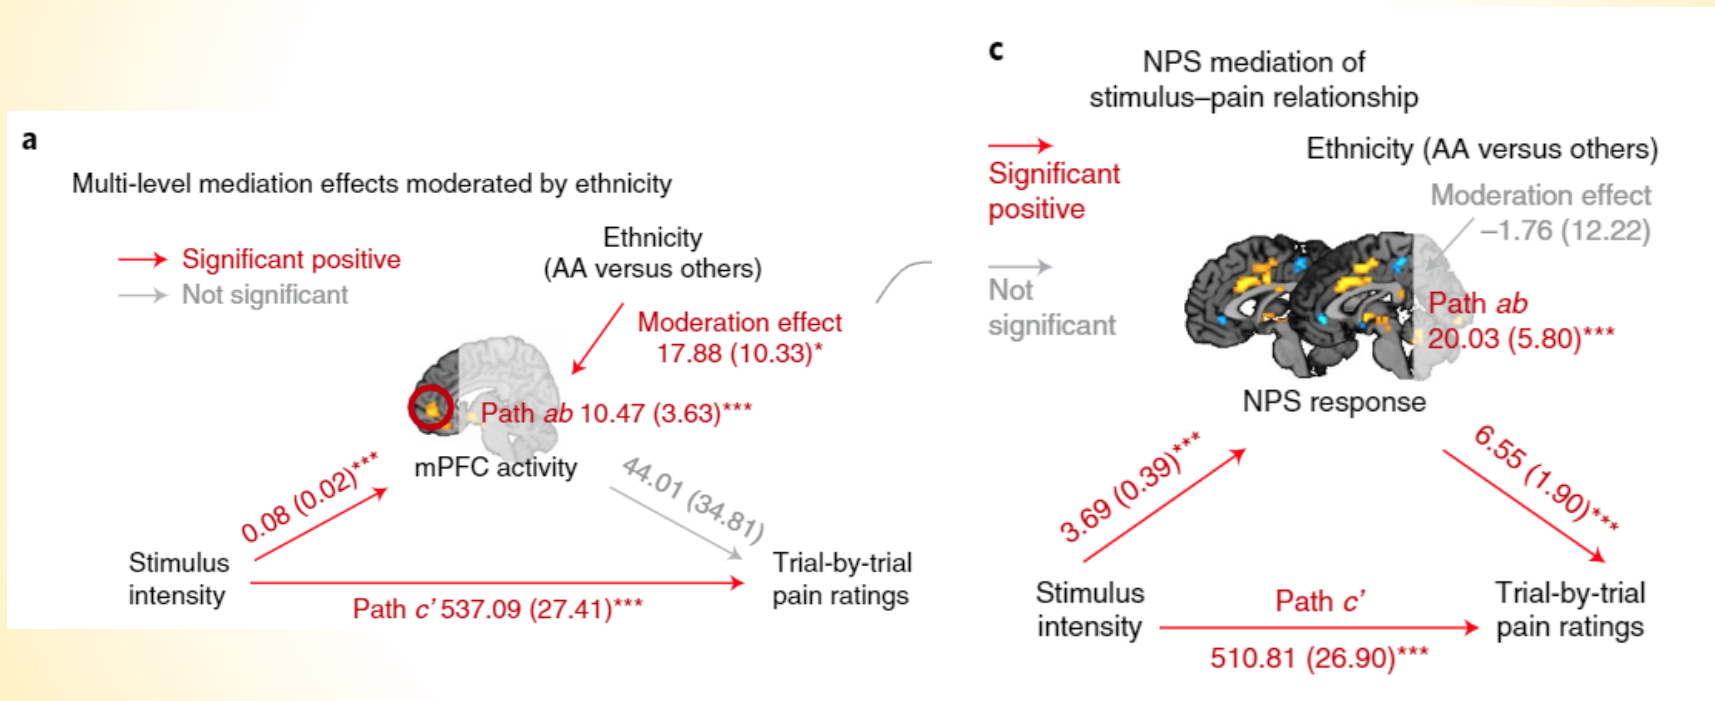 a
Multi-level mediation effects moderated by ethnicity
Significant positive
Not significant
Ethnicity
(AA versus others)
Moderation effect
17.88 (10.33)*
Path ab 10.47 (3.63)***
mPFC activity
0.08 (0.02)***
44.01 (34.81)
Stimulus
intensity
Trial-by-trial
pain ratings
Path c’ 537.09 (27.41)***
c
NPS mediation of
stimulus–pain relationship
Significant
positive
Not
significant
Ethnicity (AA versus others)
Moderation effect
–1.76 (12.22)
Path ab
20.03 (5.80)***
NPS response
3.69 (0.39)***
6.55 (1.90)***
Stimulus
intensity
Path c’
510.81 (26.90)***
Trial-by-trial
pain ratings